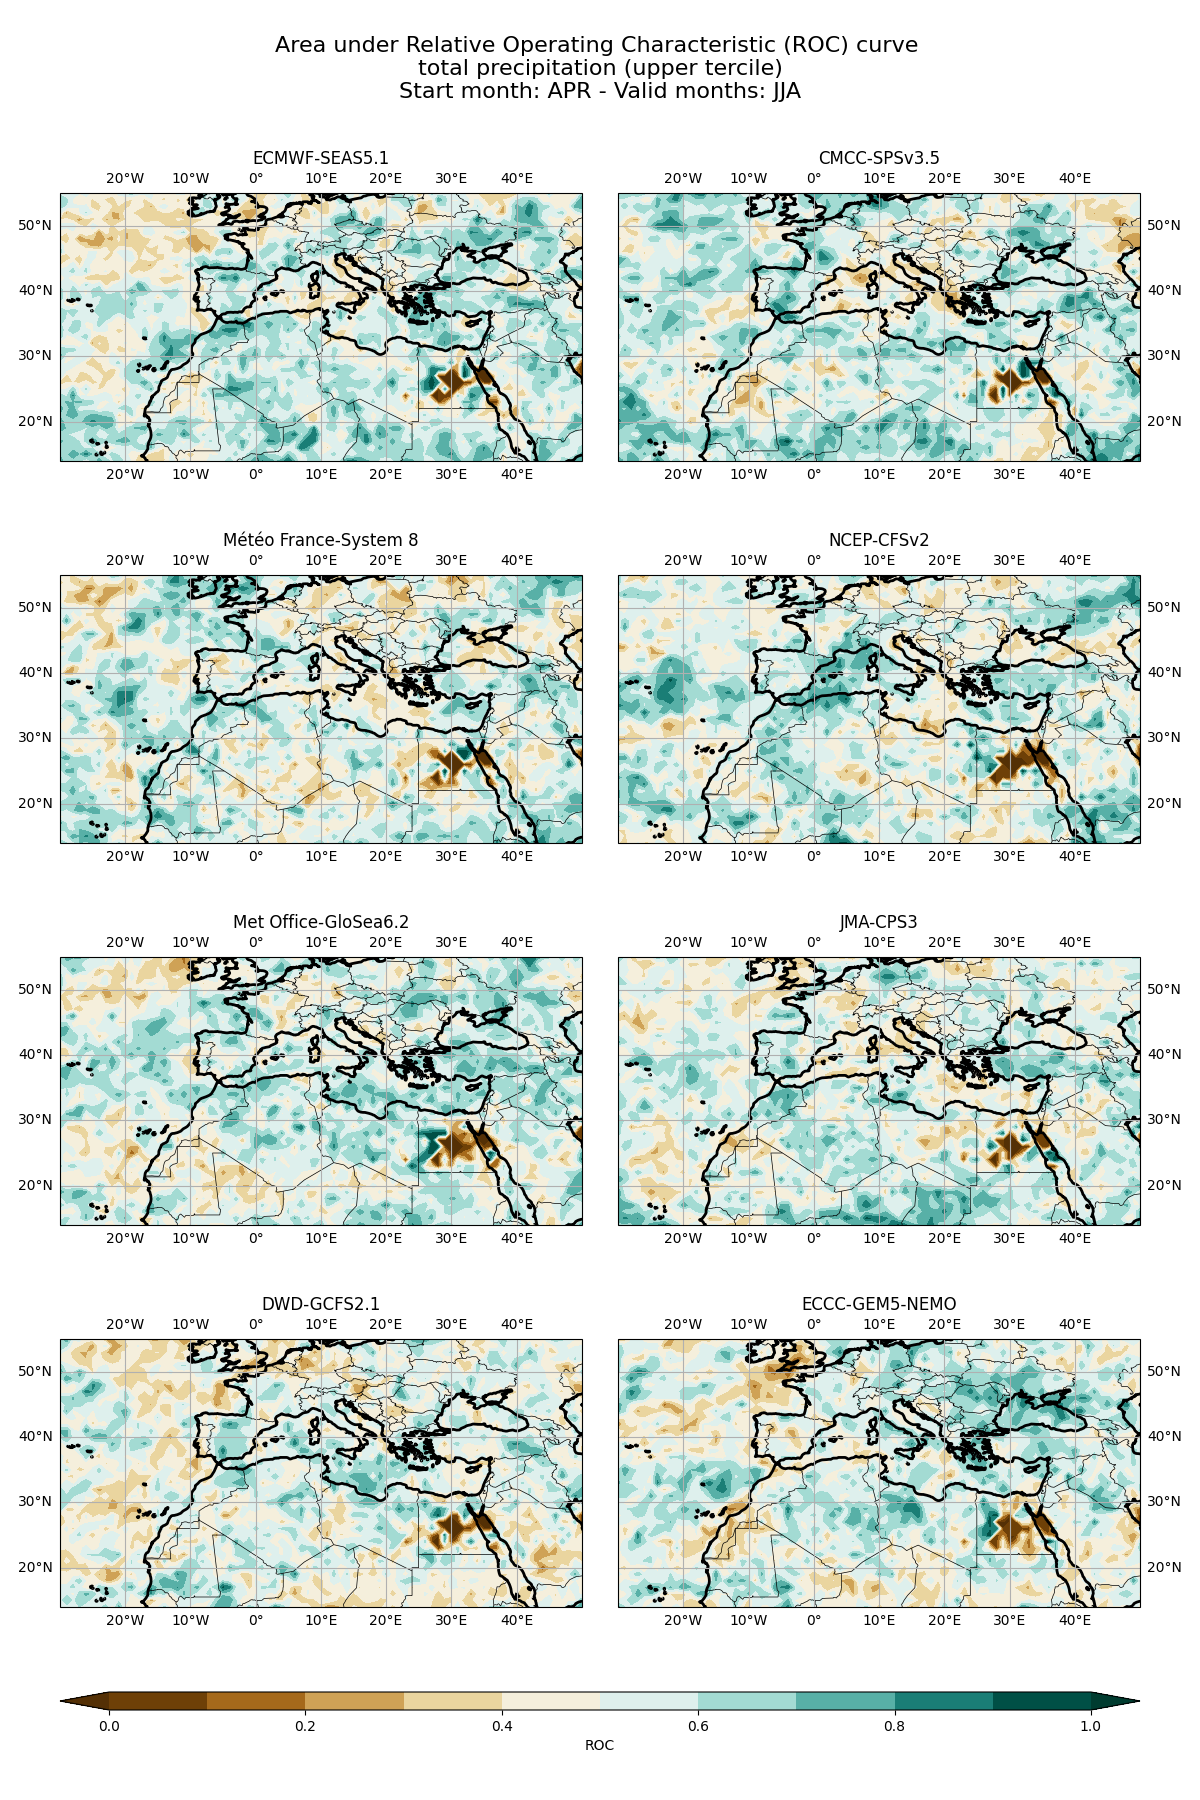 Area under Relative Operating Characteristic (ROC) curve
total precipitation (upper tercile)
Start month: APR - Valid months: JJA
ECMWF-SEAS5.1
20°W 10°W 0° 10°E 20°E 30°E 40°E
50°N
40°N
30°N
20°N
20°W 10°W 0° 10°E 20°E 30°E 40°E
CMCC-SPSv3.5
20°W 10°W 0° 10°E 20°E 30°E 40°E
50°N
40°N
30°N
20°N
20°W 10°W 0° 10°E 20°E 30°E 40°E
Météo France-System 8
20°W 10°W 0° 10°E 20°E 30°E 40°E
50°N
40°N
30°N
20°N
20°W 10°W 0° 10°E 20°E 30°E 40°E
NCEP-CFSv2
20°W 10°W 0° 10°E 20°E 30°E 40°E
50°N
40°N
30°N
20°N
20°W 10°W 0° 10°E 20°E 30°E 40°E
Met Office-GloSea6.2
20°W 10°W 0° 10°E 20°E 30°E 40°E
50°N
40°N
30°N
20°N
20°W 10°W 0° 10°E 20°E 30°E 40°E
JMA-CPS3
20°W 10°W 0° 10°E 20°E 30°E 40°E
50°N
40°N
30°N
20°N
20°W 10°W 0° 10°E 20°E 30°E 40°E
DWD-GCFS2.1
20°W 10°W 0° 10°E 20°E 30°E 40°E
50°N
40°N
30°N
20°N
20°W 10°W 0° 10°E 20°E 30°E 40°E
ECCC-GEM5-NEMO
20°W 10°W 0° 10°E 20°E 30°E 40°E
50°N
40°N
30°N
20°N
20°W 10°W 0° 10°E 20°E 30°E 40°E
0.0 0.2 0.4 0.6 0.8 1.0
ROC